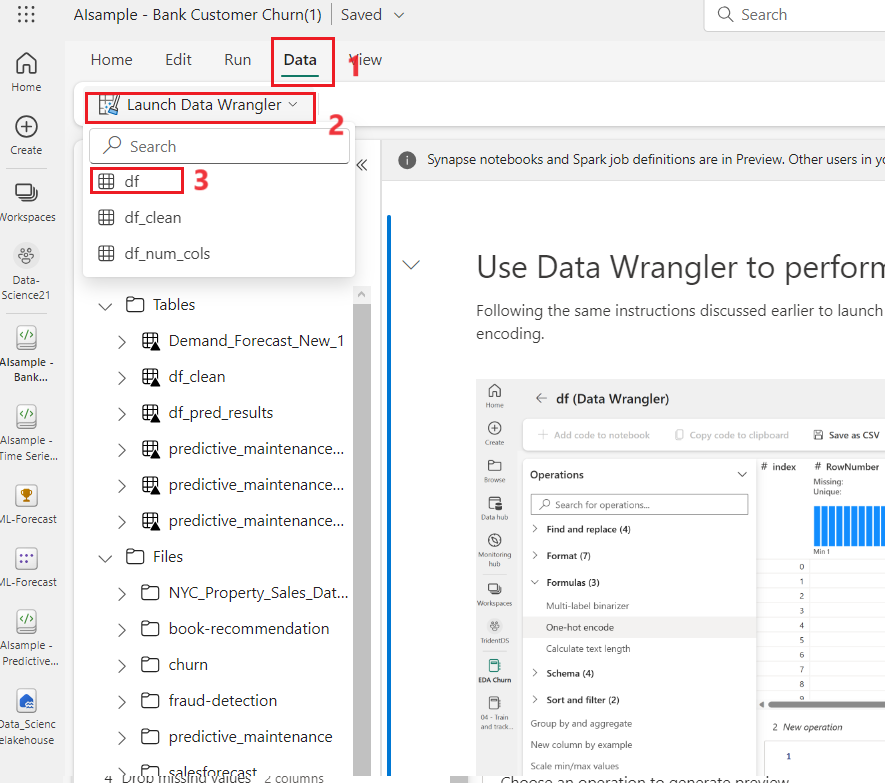 AIsample - Bank Customer Churn(1)
Saved
Search
Home
Edit
Run
Data
1
View
Launch Data Wrangler
2
Search
df
3
df_clean
df_num_cols
Home
Create
Workspaces
Data-
Science21
AIsample -
Bank...
AIsample -
Time Serie...
ML-Forecast
ML-Forecast
AIsample -
Predictive...
Data_Scienc
elakehouse
Tables
Demand_Forecast_New_1
df_clean
df_pred_results
predictive_maintenance...
predictive_maintenance...
predictive_maintenance...
Files
NYC_Property_Sales_Dat...
book-recommendation
churn
fraud-detection
predictive_maintenance
salesforecast
4 Drop missing values 2 columns
Synapse notebooks and Spark job definitions are in Preview. Other users in yo
Use Data Wrangler to perform
Following the same instructions discussed earlier to launch
encoding.
Home
Create
Browse
Data hub
Monitoring
hub
Workspaces
TridentDS
EDA Churn
04 - Train
and track...
df (Data Wrangler)
Add code to notebook
Copy code to clipboard
Save as CSV
Operations
Search for operations...
Find and replace (4)
Format (7)
Formulas (3)
Multi-label binarizer
One-hot encode
Calculate text length
Schema (4)
Sort and filter (2)
Group by and aggregate
New column by example
Scale min/max values
# index
# RowNumber
Missing:
Unique:
Min 1
0
1
2
3
4
5
6
7
8
9
2 New operation
1
Choose an operation to generate preview